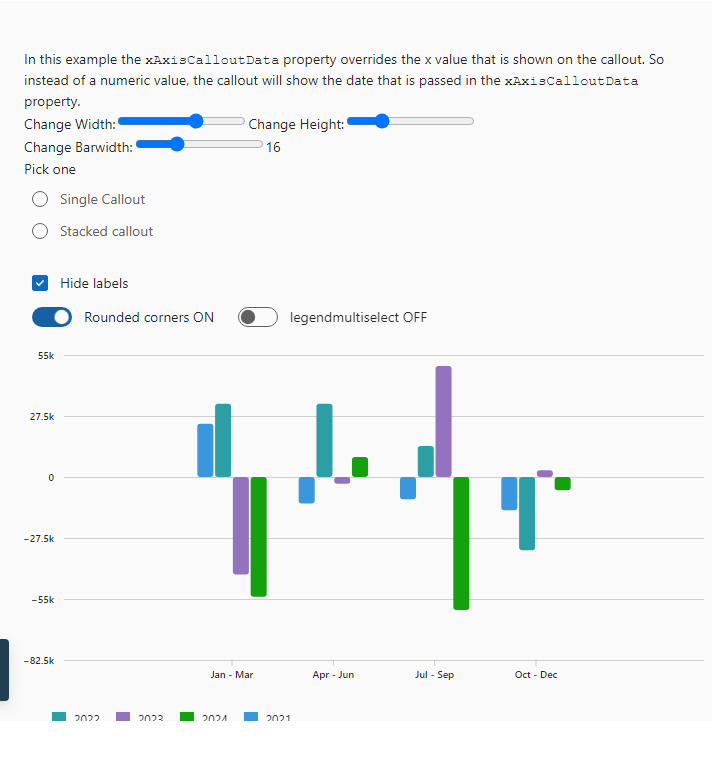 In this example the xAxisCalloutData property overrides the x value that is shown on the callout. So
instead of a numeric value, the callout will show the date that is passed in the xAxisCalloutData
property.
Change Width: Change Height:
Change Barwidth: 16
Pick one
Single Callout
Stacked callout
Hide labels
Rounded corners ON legendmultiselect OFF
55k
27.5k
0
−27.5k
−55k
−82.5k
Jan - Mar Apr - Jun Jul - Sep Oct - Dec
2022 2023 2024 2021